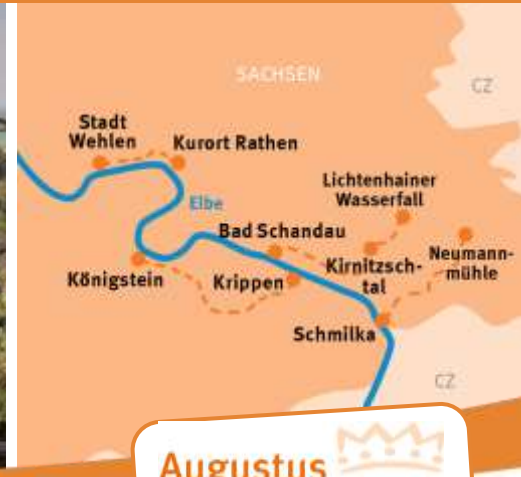 SACHSEN
CZ
Stadt
Wehlen
Kurort Rathen
Lichtenhainer
Wasserfall
Elbe
Bad Schandau
Neumann-
mühle
Kirnitzsch-
tal
Königstein
Krippen
Schmilka
CZ
Augustus